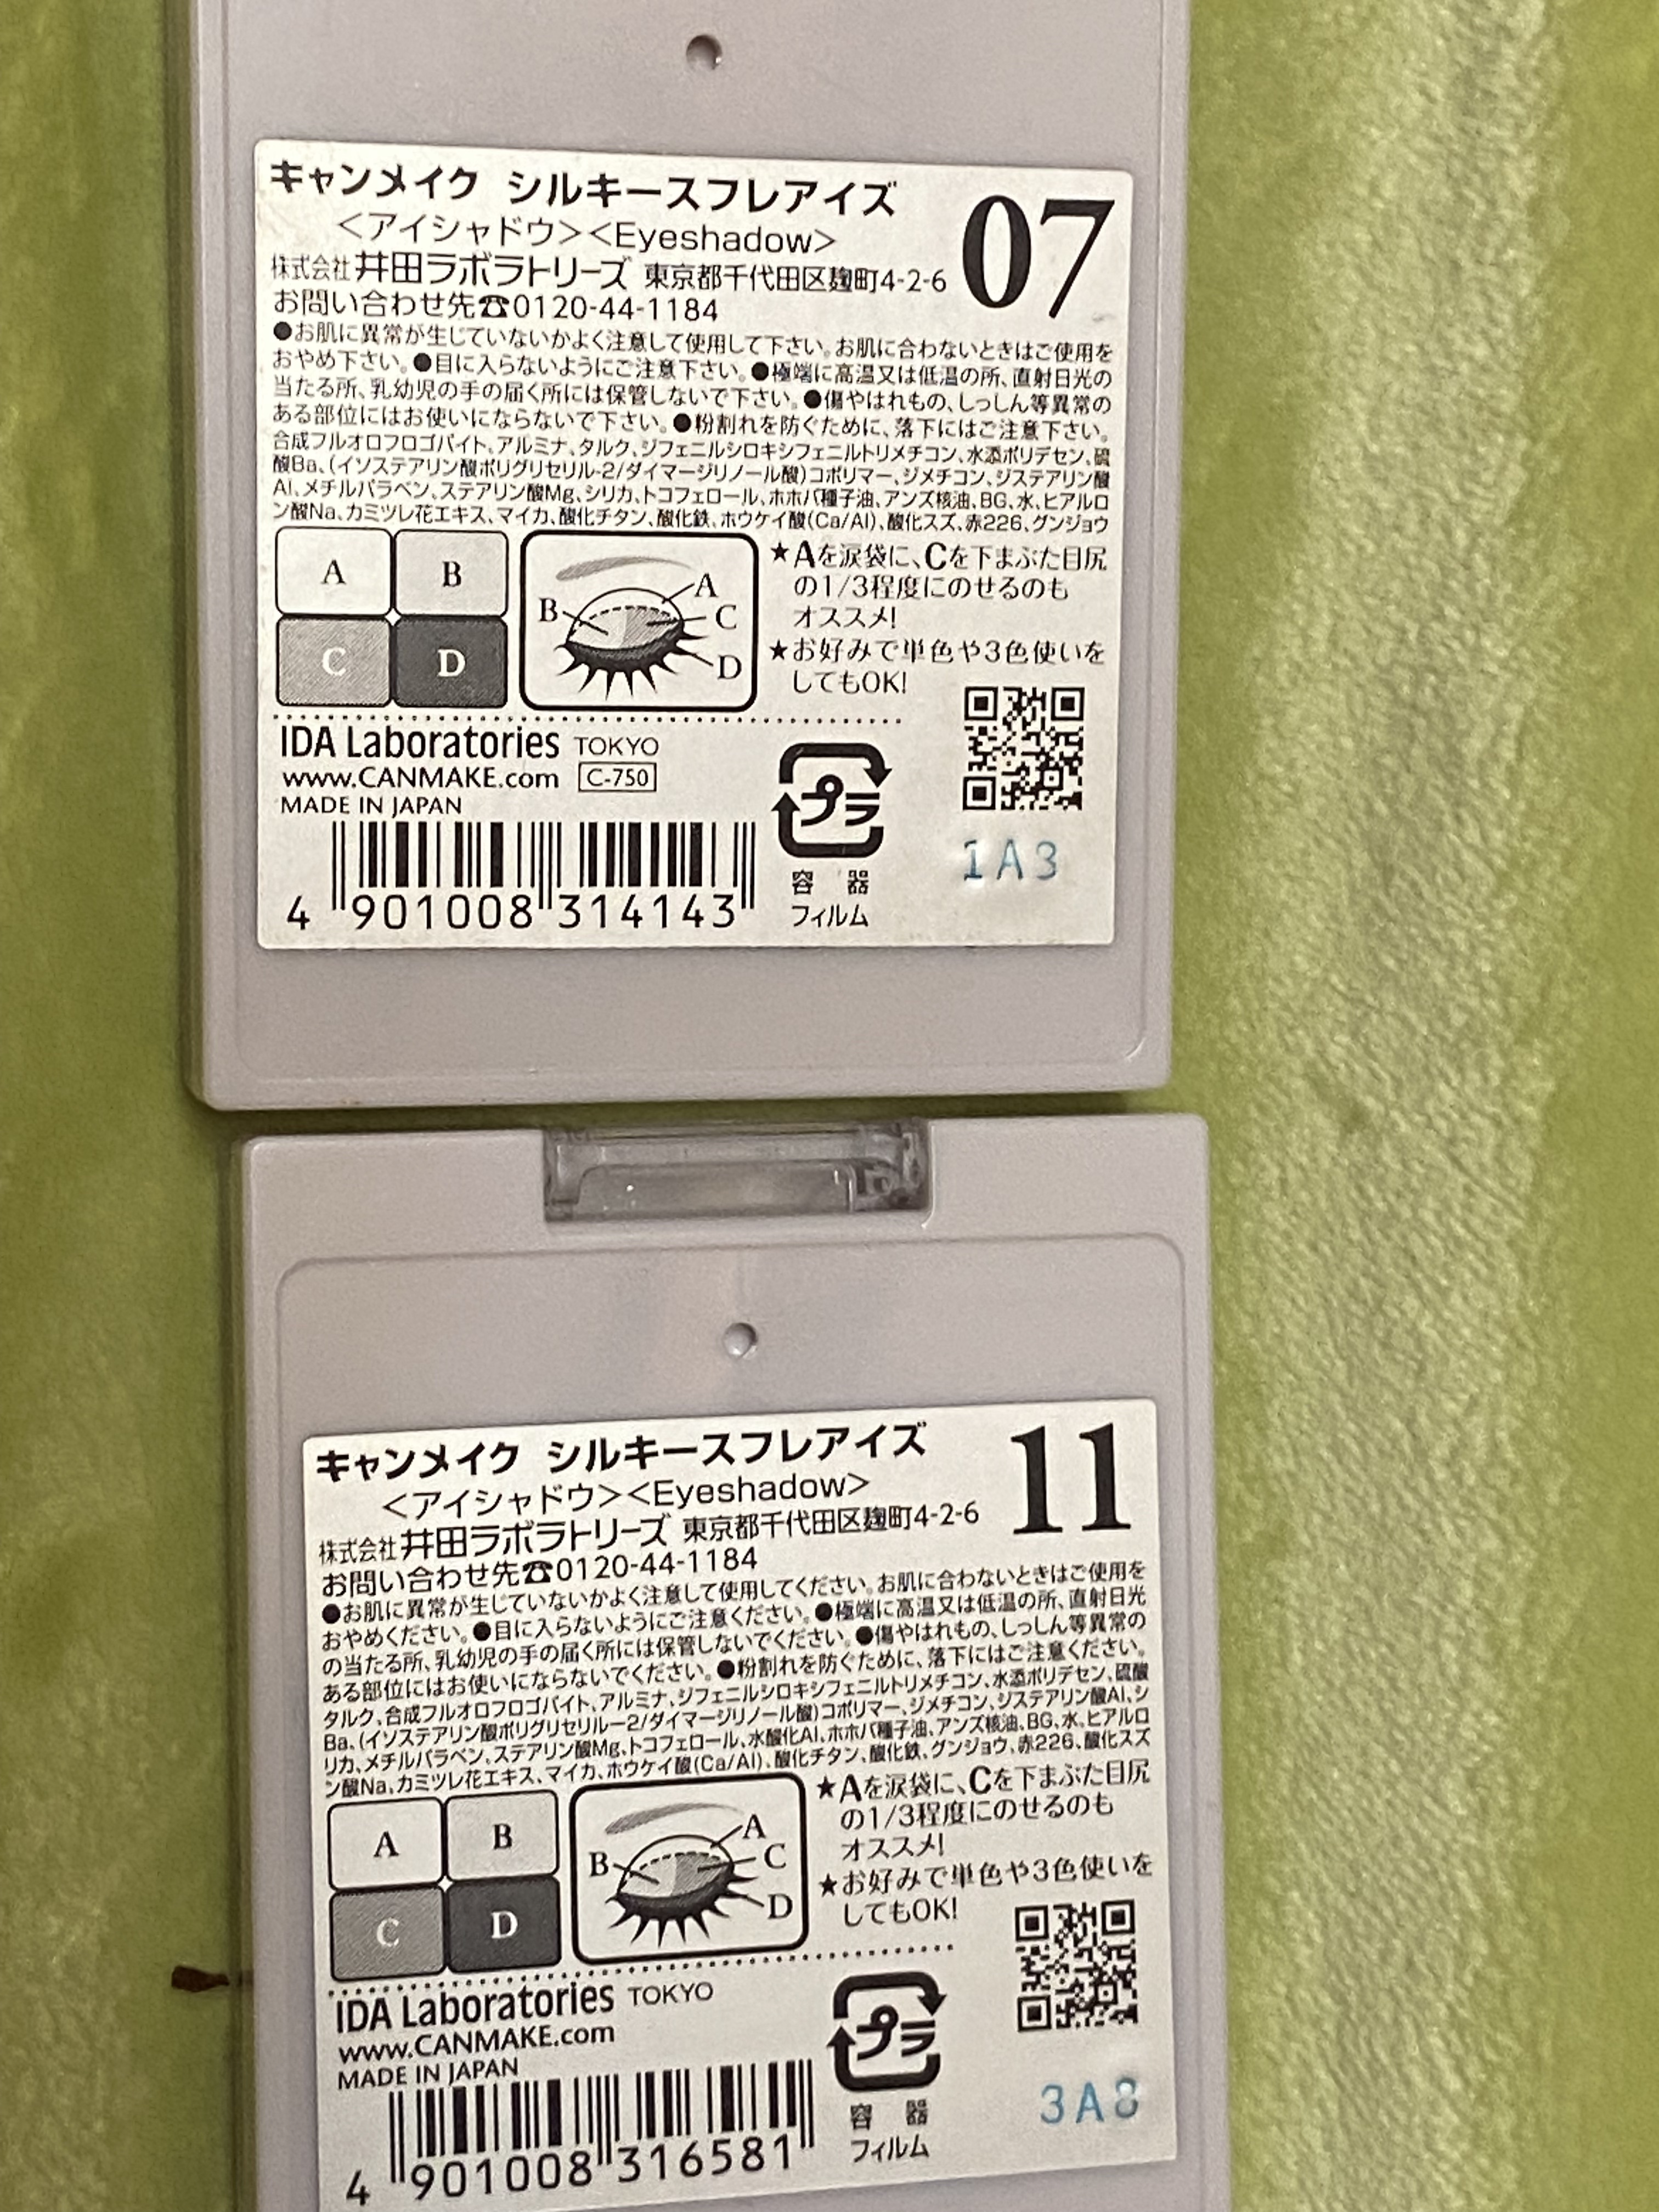 キャンメイク シルキースフレアイズ
07
<アイシャドウ><Eyeshadow>
株式会社 井田ラボラトリーズ 東京都千代田区麹町4-2-6
お問い合わせ先☎0120-44-1184
●お肌に異常が生じていないかよく注意して使用して下さい。お肌に合わないときはご使用を
おやめ下さい。●目に入らないようにご注意下さい。●極端に高温又は低温の所、直射日光の
当たる所、乳幼児の手の届く所には保管しないで下さい。●傷やはれもの、しっしん等異常の
ある部位にはお使いにならないで下さい。●粉割れを防ぐために、落下にはご注意下さい。
合成フルオロフロゴパイト、アルミナ、タルク、ジフェニルシロキシフェニルトリメチコン、水添ポリデセン、硫
酸Ba、(イソステアリン酸ポリグリセリル-2/ダイマージリノール酸)コポリマー、ジメチコン、ジステアリン酸
Al、メチルパラベン、ステアリン酸Mg、シリカ、トコフェロール、ホホバ種子油、アンズ核油、BG、水、ヒアルロ
ン酸Na、カミツレ花エキス、マイカ、酸化チタン、酸化鉄、ホウケイ酸(Ca/Al)、酸化スズ、赤226、グンジョウ
A B
C D
A
B
C
D
★Aを涙袋に、Cを下まぶた目尻
の1/3程度にのせるのも
オススメ!
★お好みで単色や3色使いを
してもOK!
IDA Laboratories TOKYO
www.CANMAKE.com C-750
MADE IN JAPAN
4 901008 314143
プラ
容 器
フィルム
1A3
キャンメイク シルキースフレアイズ
11
<アイシャドウ><Eyeshadow>
株式会社 井田ラボラトリーズ 東京都千代田区麹町4-2-6
お問い合わせ先☎0120-44-1184
●お肌に異常が生じていないかよく注意して使用してください。お肌に合わないときはご使用を
おやめください。●目に入らないようにご注意ください。●極端に高温又は低温の所、直射日光
の当たる所、乳幼児の手の届く所には保管しないでください。●傷やはれもの、しっしん等異常の
ある部位にはお使いにならないでください。●粉割れを防ぐために、落下にはご注意ください。
タルク、合成フルオロフロゴパイト、アルミナ、ジフェニルシロキシフェニルトリメチコン、水添ポリデセン、硫酸
Ba、(イソステアリン酸ポリグリセリル－2/ダイマージリノール酸)コポリマー、ジメチコン、ジステアリン酸Al、シ
リカ、メチルパラベン、ステアリン酸Mg、トコフェロール、水酸化Al、ホホバ種子油、アンズ核油、BG、水、ヒアルロ
ン酸Na、カミツレ花エキス、マイカ、ホウケイ酸(Ca/Al)、酸化チタン、酸化鉄、グンジョウ、赤226、酸化スズ
A B
C D
A
B
C
D
★Aを涙袋に、Cを下まぶた目尻
の1/3程度にのせるのも
オススメ!
★お好みで単色や3色使いを
してもOK!
IDA Laboratories TOKYO
www.CANMAKE.com
MADE IN JAPAN
4 901008 316581
プラ
容 器
フィルム
3A8